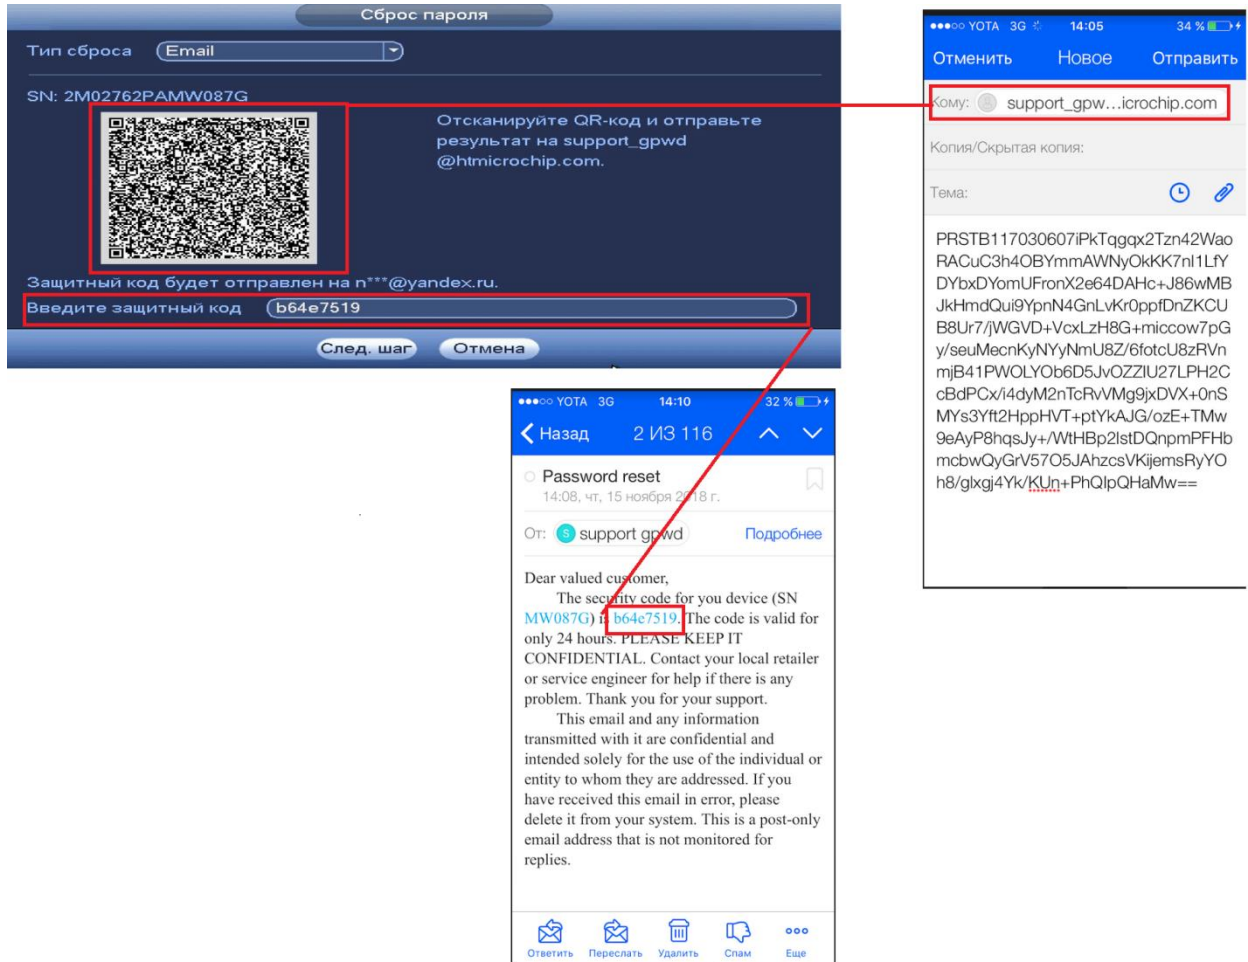 Сброс пароля
Тип сброса Email
SN: 2M02762PAMW087G
Отсканируйте QR-код и отправьте
результат на support_gpwd
@htmicrochip.com.
Защитный код будет отправлен на n***@yandex.ru.
Введите защитный код b64e7519
След. шаг Отмена
YOTA 3G 14:05 34 %
Отменить Новое Отправить
Кому: support_gpw...icrochip.com
Копия/Скрытая копия:
Тема:
PRSTB117030607iPkTqgqx2Tzn42Wao
RACuC3h4OBYmmAWNyOkKK7nl1LfY
DYbxDYomUFronX2e64DAHc+J86wMB
JkHmdQui9YpnN4GnLvKr0ppfDnZKCU
B8Ur7/jWGVD+VcxLzH8G+miccow7pG
y/seuMecnKyNYyNmU8Z/6fotcU8zRVn
mjB41PWOLYOb6D5JvOZZIU27LPH2C
cBdPCx/i4dyM2nTcRvVMg9jxDVX+0nS
MYs3Yft2HppHVT+ptYkAJG/ozE+TMw
9eAyP8hqsJy+/WtHBp2lstDQnpmPFHb
mcbwQyGrV57O5JAhzcsVKijemsRyYO
h8/glxgj4Yk/KUn+PhQIpQHaMw==
YOTA 3G 14:10 32 %
Назад 2 ИЗ 116
Password reset
14:08, чт, 15 ноября 2018 г.
От: S support gpwd Подробнее
Dear valued customer,
The security code for you device (SN
MW087G) is b64e7519. The code is valid for
only 24 hours. PLEASE KEEP IT
CONFIDENTIAL. Contact your local retailer
or service engineer for help if there is any
problem. Thank you for your support.
This email and any information
transmitted with it are confidential and
intended solely for the use of the individual or
entity to whom they are addressed. If you
have received this email in error, please
delete it from your system. This is a post-only
email address that is not monitored for
replies.
Ответить Переслать Удалить Спам Еще